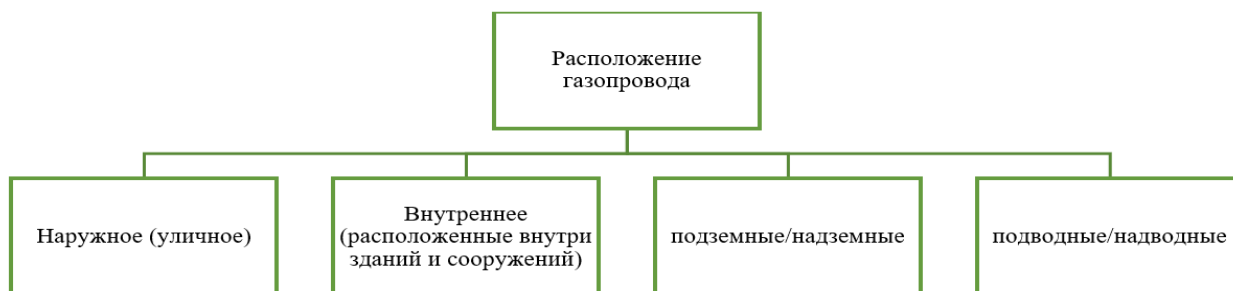 Расположение
газопровода
Наружное (уличное)
Внутреннее
(расположенные внутри
зданий и сооружений)
подземные/надземные
подводные/надводные